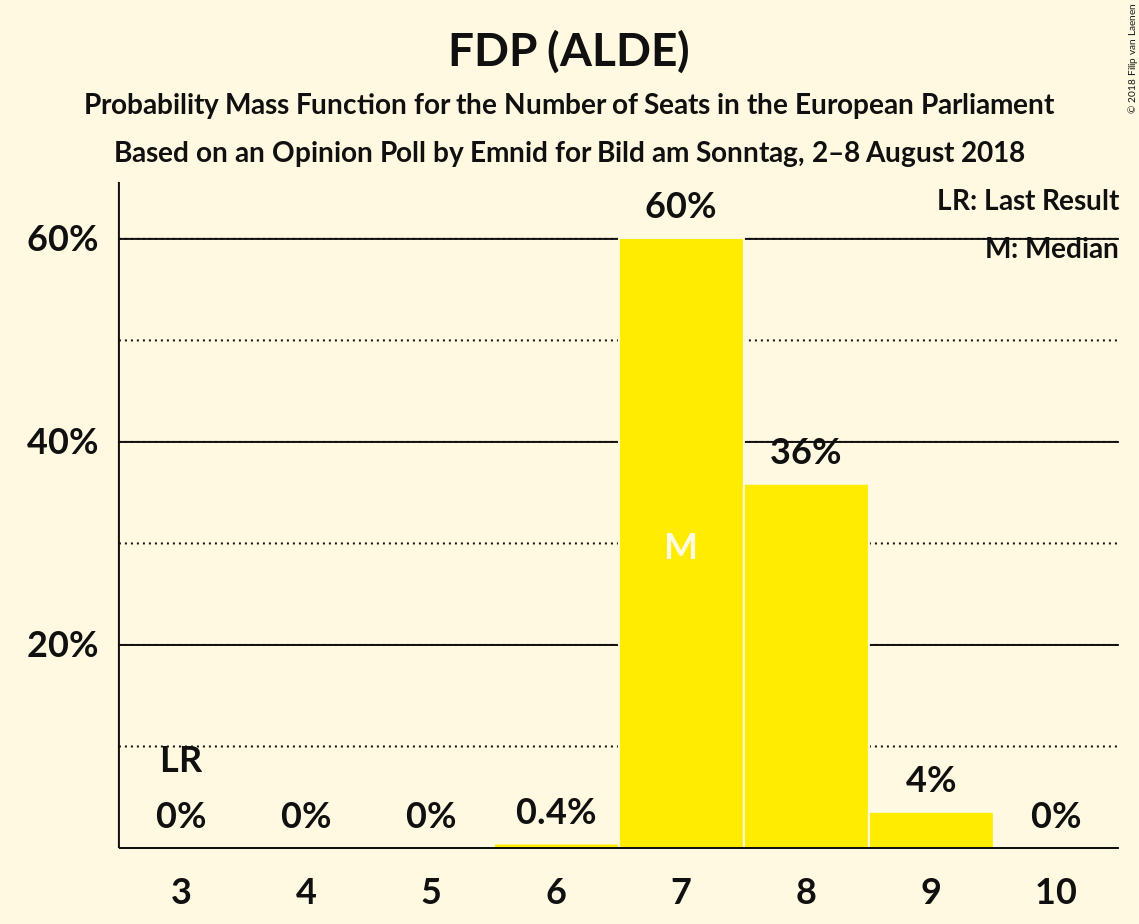 FDP (ALDE)
Probability Mass Function for the Number of Seats in the European Parliament
Based on an Opinion Poll by Emnid for Bild am Sonntag, 2–8 August 2018
© 2018 Filip van Laenen
LR: Last Result
M: Median
60%
40%
20%
LR
0%
0%
0%
0.4%
60%
M
36%
4%
0%
3 4 5 6 7 8 9 10